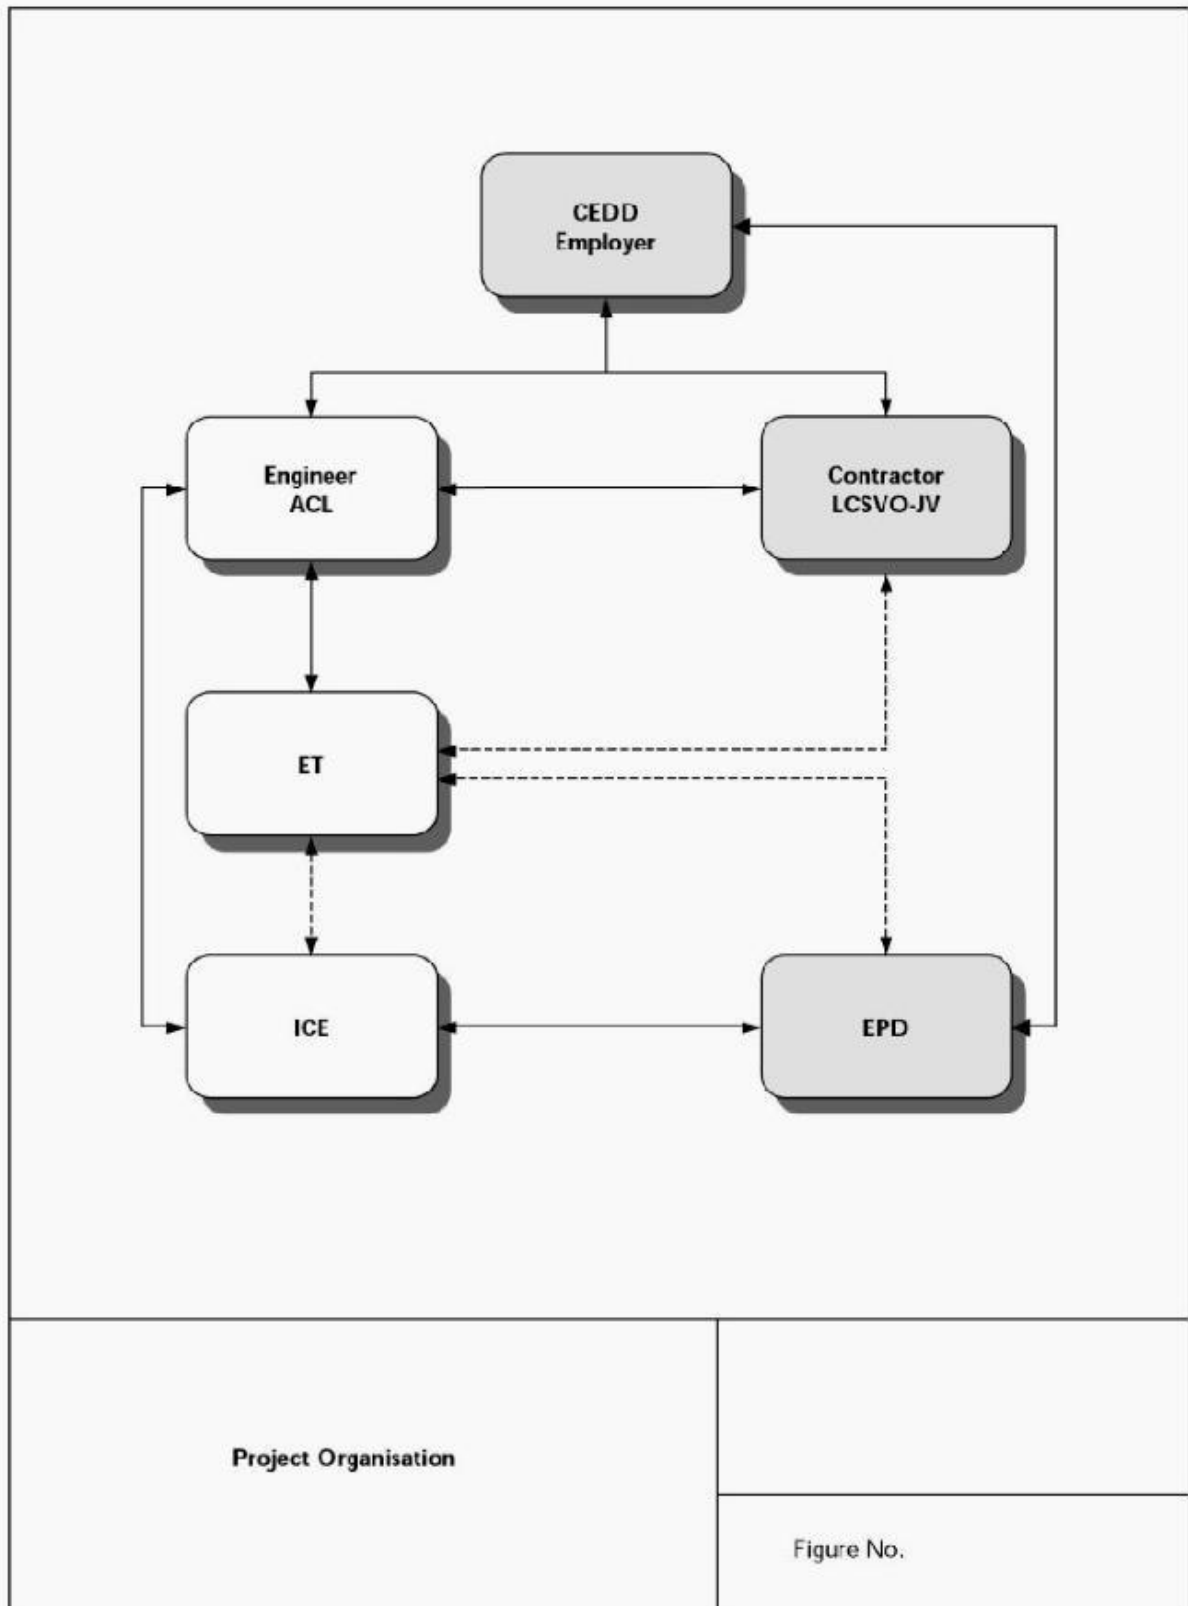 CEDD
Employer
Engineer
ACL
Contractor
LCSVO-JV
ET
ICE
EPD
Project Organisation
Figure No.